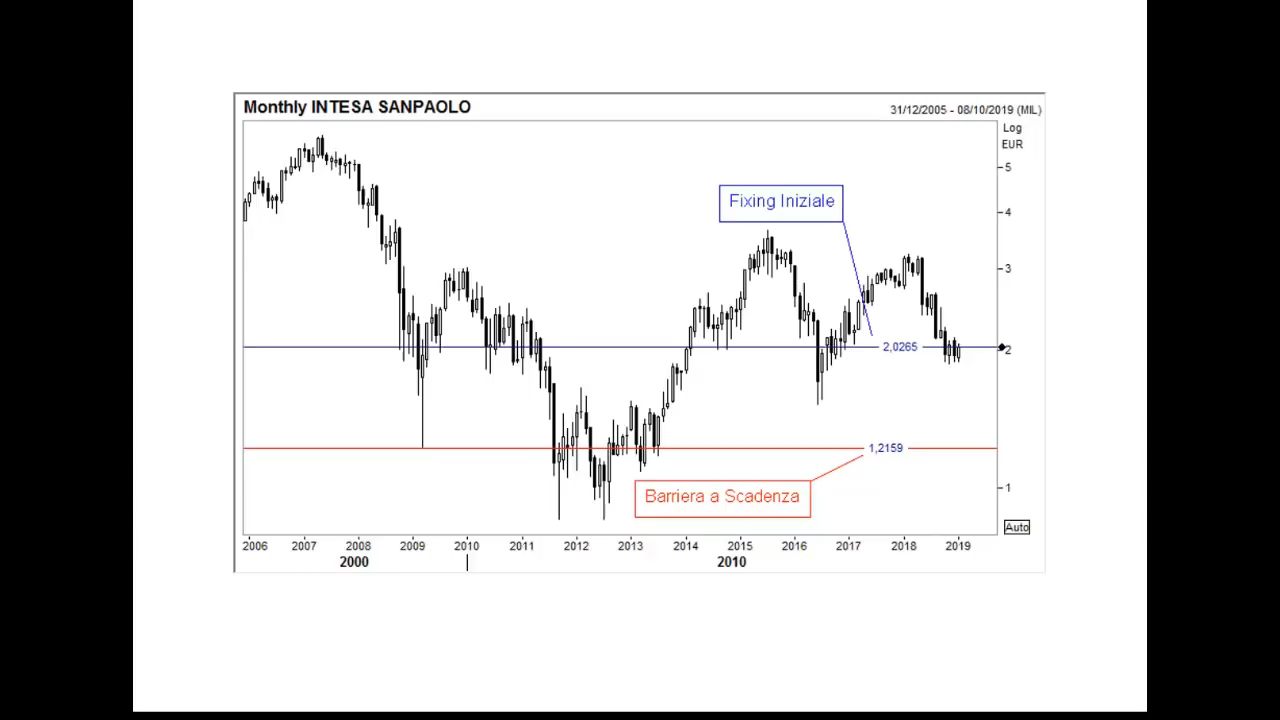 Monthly INTESA SANPAOLO
31/12/2005 - 08/10/2019 (MIL)
Log
EUR
5
Fixing Iniziale
4
3
2,0265
2
1,2159
Barriera a Scadenza
1
Auto
2006 2007 2008 2009 2010 2011 2012 2013 2014 2015 2016 2017 2018 2019
2000 2010